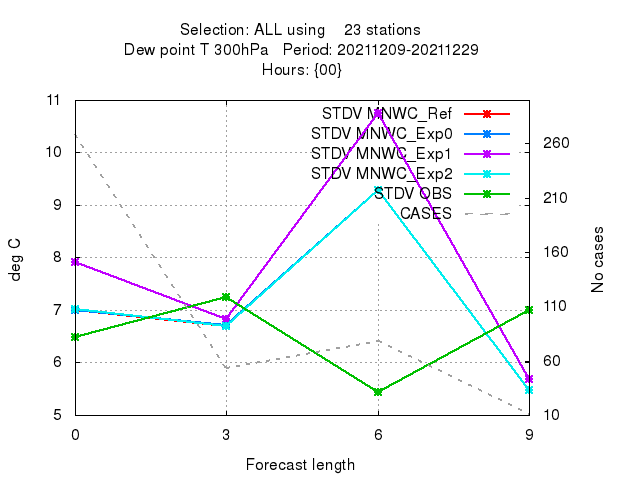 Selection: ALL using    23 stations
Dew point T 300hPa   Period: 20211209-20211229
Hours: {00}
11
10
9
8
7
6
5
deg C
STDV MNWC_Ref
STDV MNWC_Exp0
STDV MNWC_Exp1
STDV MNWC_Exp2
STDV OBS
CASES
260
210
160
110
60
10
No cases
0
3
6
9
Forecast length